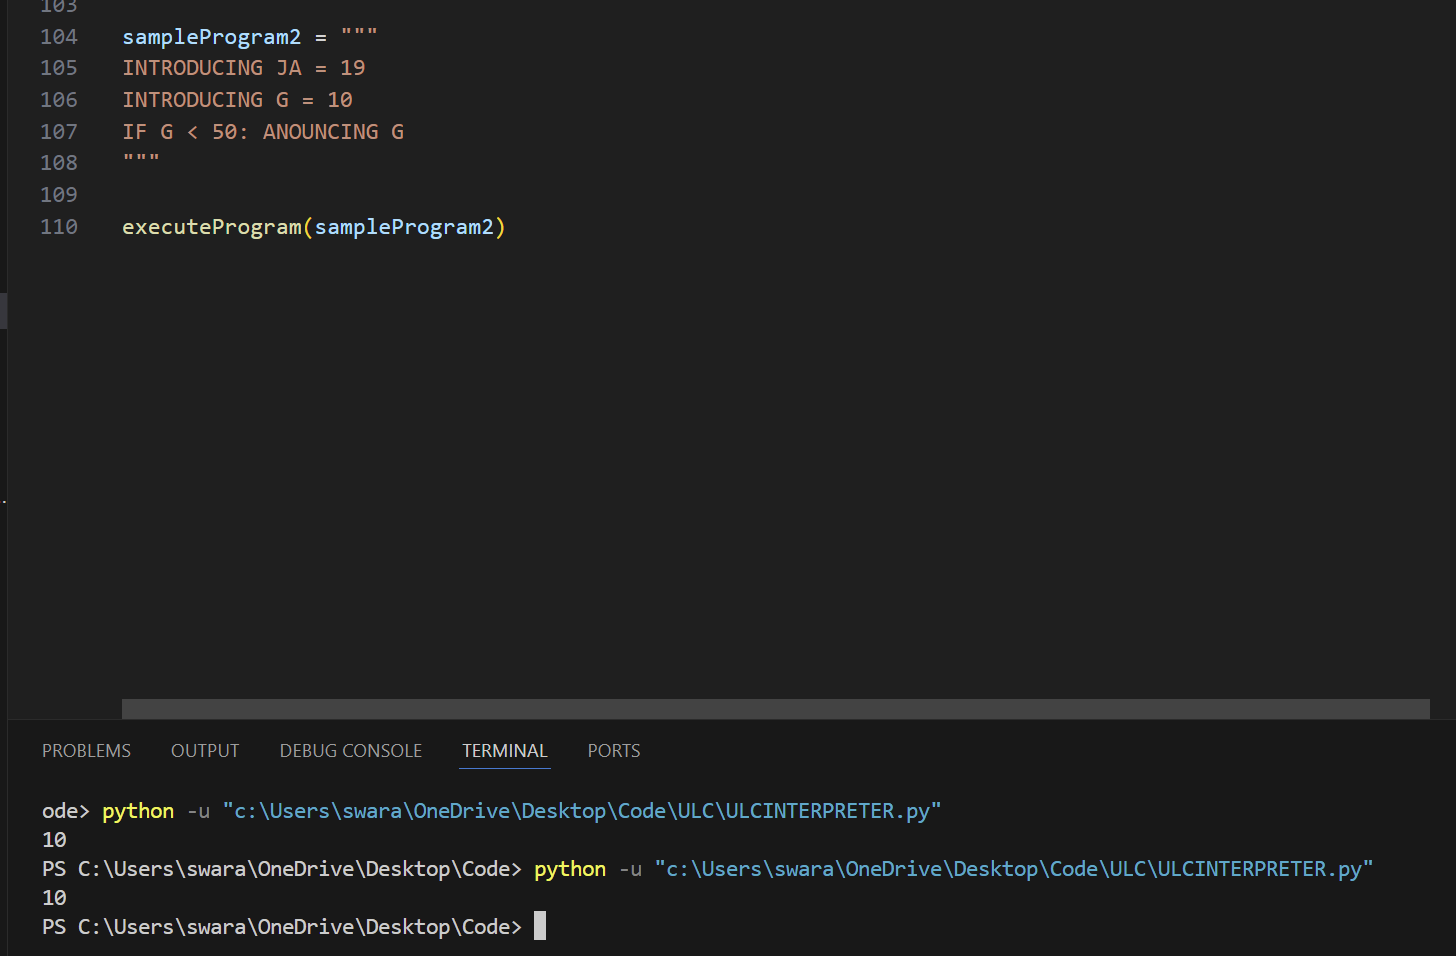 103
104 sampleProgram2 = """
105 INTRODUCING JA = 19
106 INTRODUCING G = 10
107 IF G < 50: ANOUNCING G
108 """
109
110 executeProgram(sampleProgram2)
PROBLEMS OUTPUT DEBUG CONSOLE TERMINAL PORTS
ode> python -u "c:\Users\swara\OneDrive\Desktop\Code\ULC\ULCINTERPRETER.py"
10
PS C:\Users\swara\OneDrive\Desktop\Code> python -u "c:\Users\swara\OneDrive\Desktop\Code\ULC\ULCINTERPRETER.py"
10
PS C:\Users\swara\OneDrive\Desktop\Code>